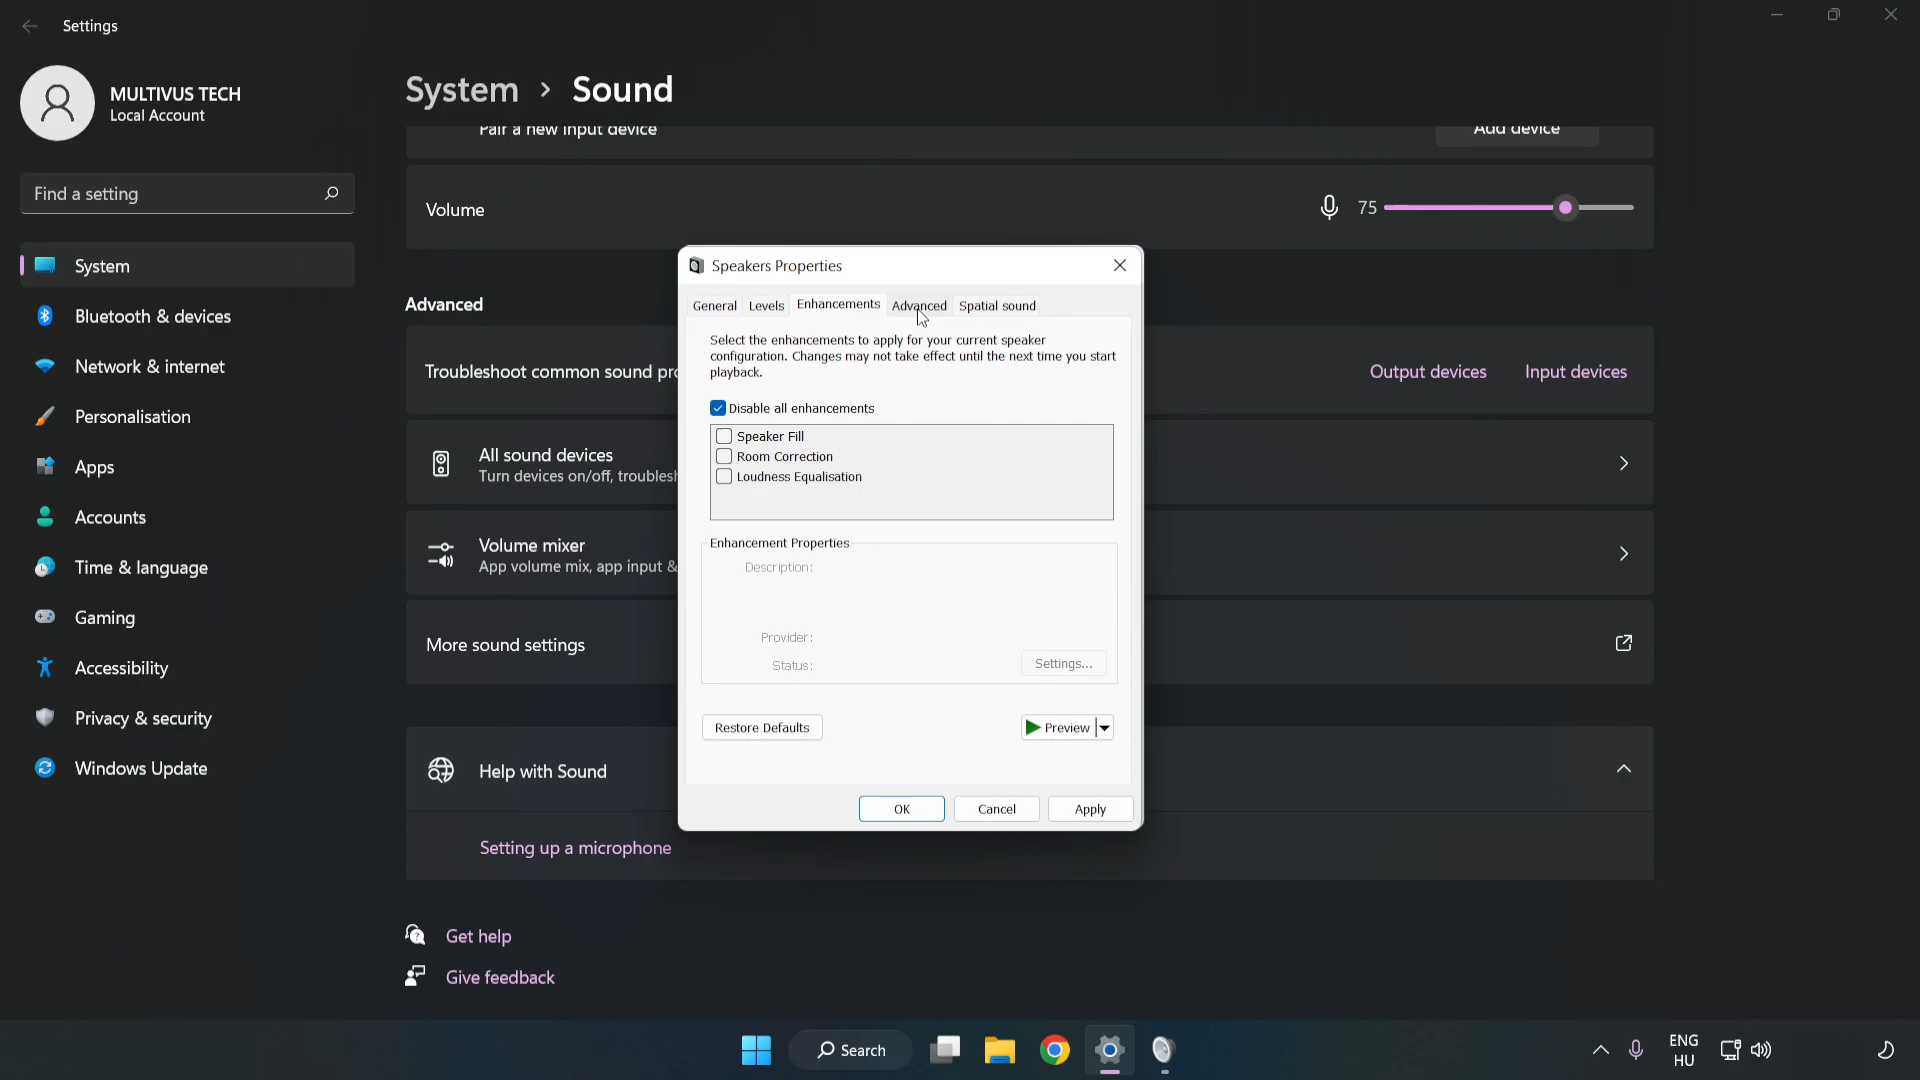 Settings
MULTIVUS TECH
Local Account
Find a setting
System
Bluetooth & devices
Network & internet
Personalisation
Apps
Accounts
Time & language
Gaming
Accessibility
Privacy & security
Windows Update
System › Sound
Pair a new input device
Add device
Volume
75
Advanced
Troubleshoot common sound pro
Output devices
Input devices
All sound devices
Turn devices on/off, troublesh
Volume mixer
App volume mix, app input &
More sound settings
Help with Sound
Setting up a microphone
Get help
Give feedback
Speakers Properties
General Levels Enhancements Advanced Spatial sound
Select the enhancements to apply for your current speaker
configuration. Changes may not take effect until the next time you start
playback.
Disable all enhancements
Speaker Fill
Room Correction
Loudness Equalisation
Enhancement Properties
Description:
Provider:
Status:
Settings...
Restore Defaults
Preview
OK
Cancel
Apply
Search
ENG
HU